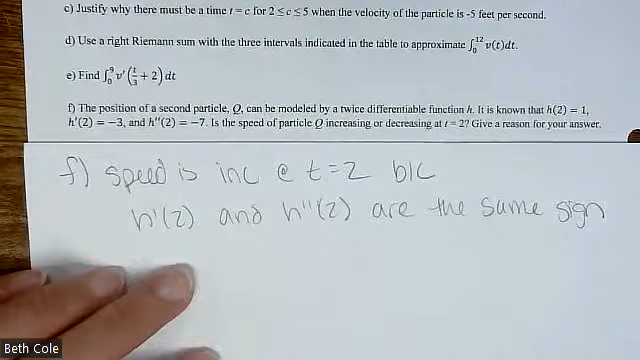 c) Justify why there must be a time t = c for 2 ≤ c ≤ 5 when the velocity of the particle is -5 feet per second.
d) Use a right Riemann sum with the three intervals indicated in the table to approximate ∫₀¹² v(t)dt.
e) Find ∫₀⁹ v′(t/3 + 2) dt
f) The position of a second particle, Q, can be modeled by a twice differentiable function h. It is known that h(2) = 1,
h′(2) = −3, and h″(2) = −7. Is the speed of particle Q increasing or decreasing at t = 2? Give a reason for your answer.
f) speed is inc @ t = 2 b/c
h'(2) and h''(2) are the same sign
Beth Cole